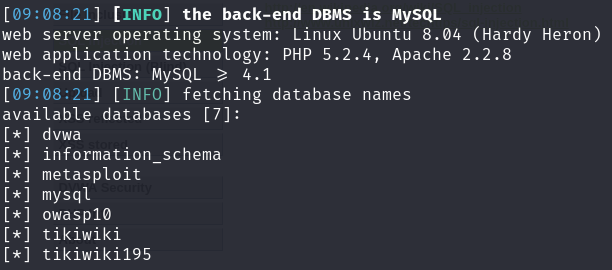 [09:08:21] [INFO] the back-end DBMS is MySQL
web server operating system: Linux Ubuntu 8.04 (Hardy Heron)
web application technology: PHP 5.2.4, Apache 2.2.8
back-end DBMS: MySQL ≥ 4.1
[09:08:21] [INFO] fetching database names
available databases [7]:
[*] dvwa
[*] information_schema
[*] metasploit
[*] mysql
[*] owasp10
[*] tikiwiki
[*] tikiwiki195